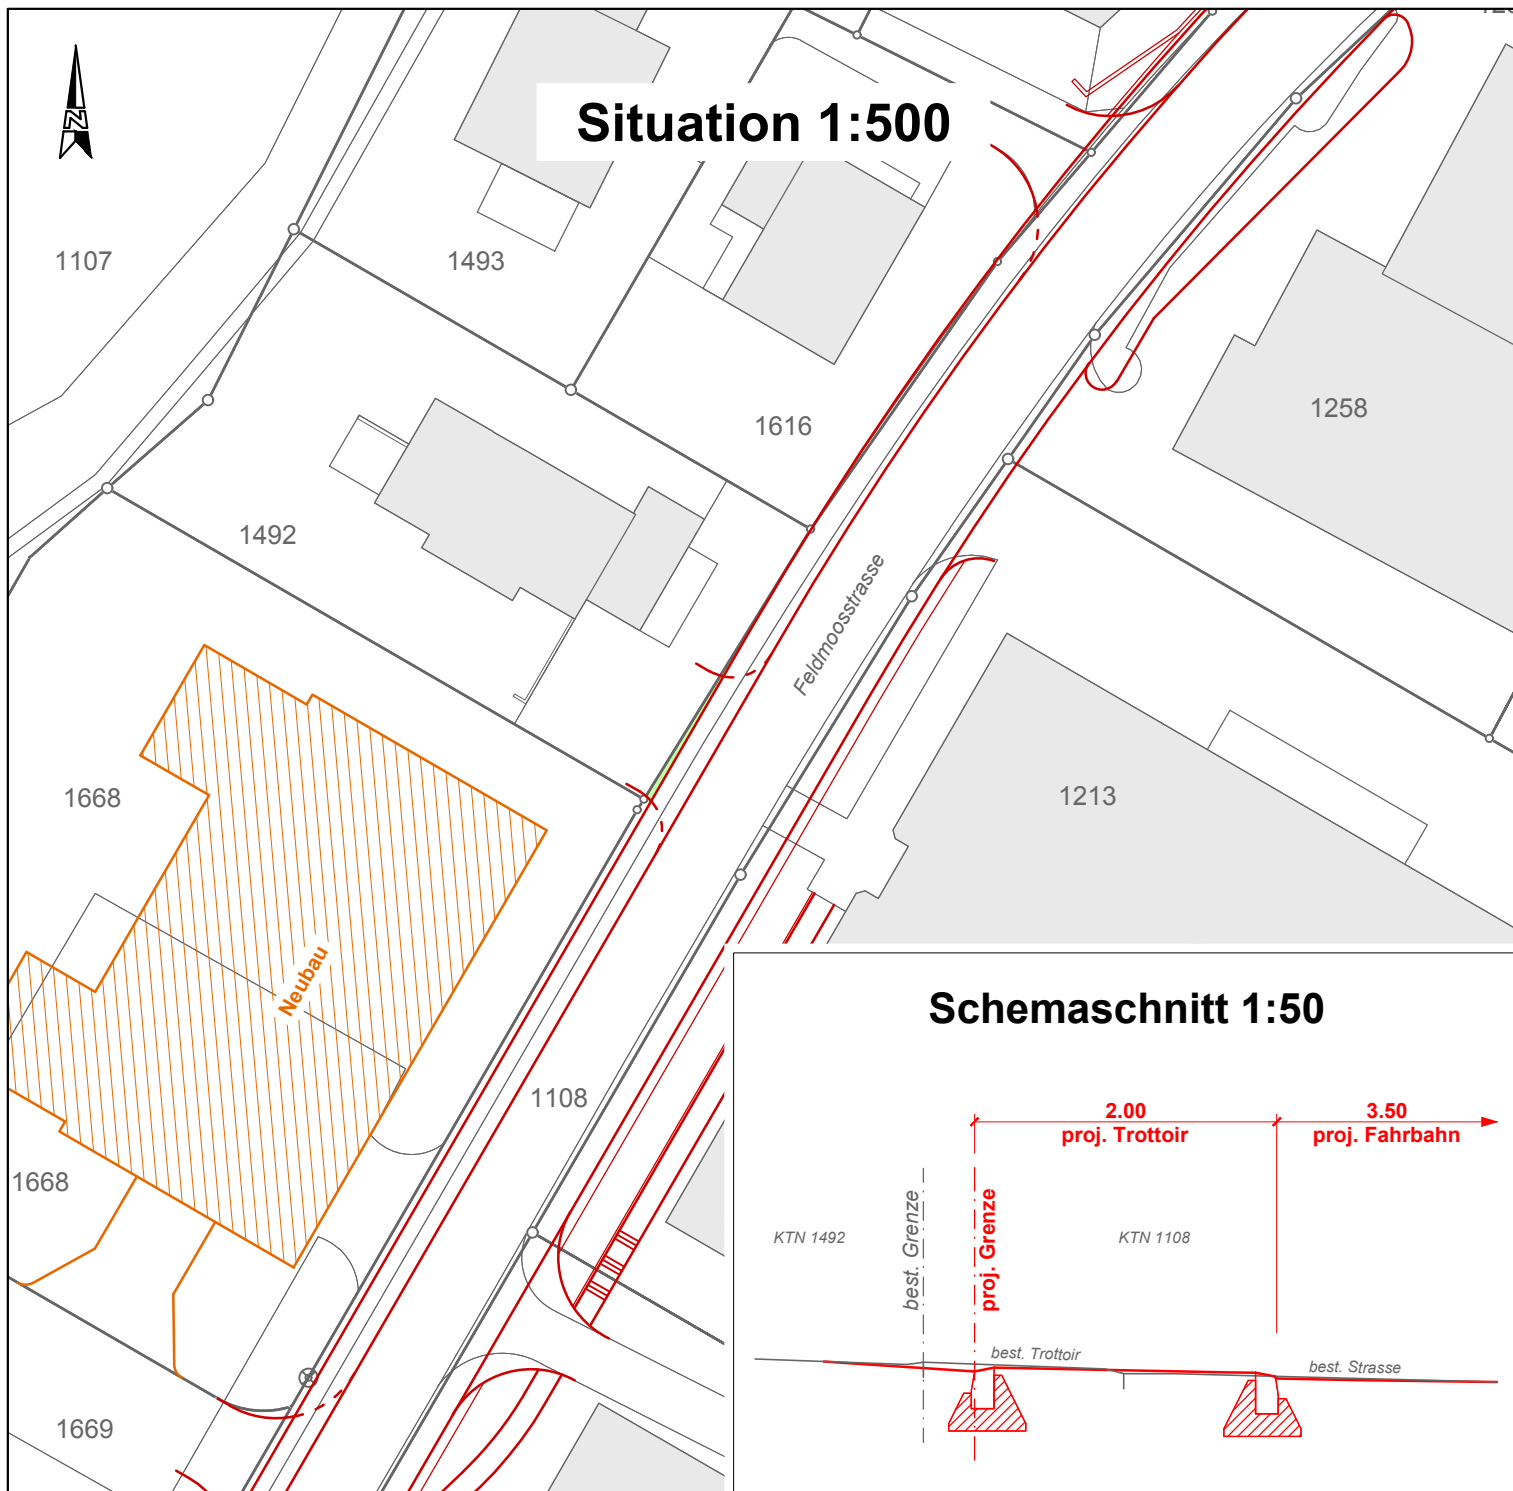 N
Situation 1:500
1107
1493
1616
1258
1492
Feldmoosstrasse
1668
1213
Neubau
1108
1668
1669
Schemaschnitt 1:50
2.00
3.50
proj. Trottoir
proj. Fahrbahn
best. Grenze
proj. Grenze
KTN 1492
KTN 1108
best. Trottoir
best. Strasse